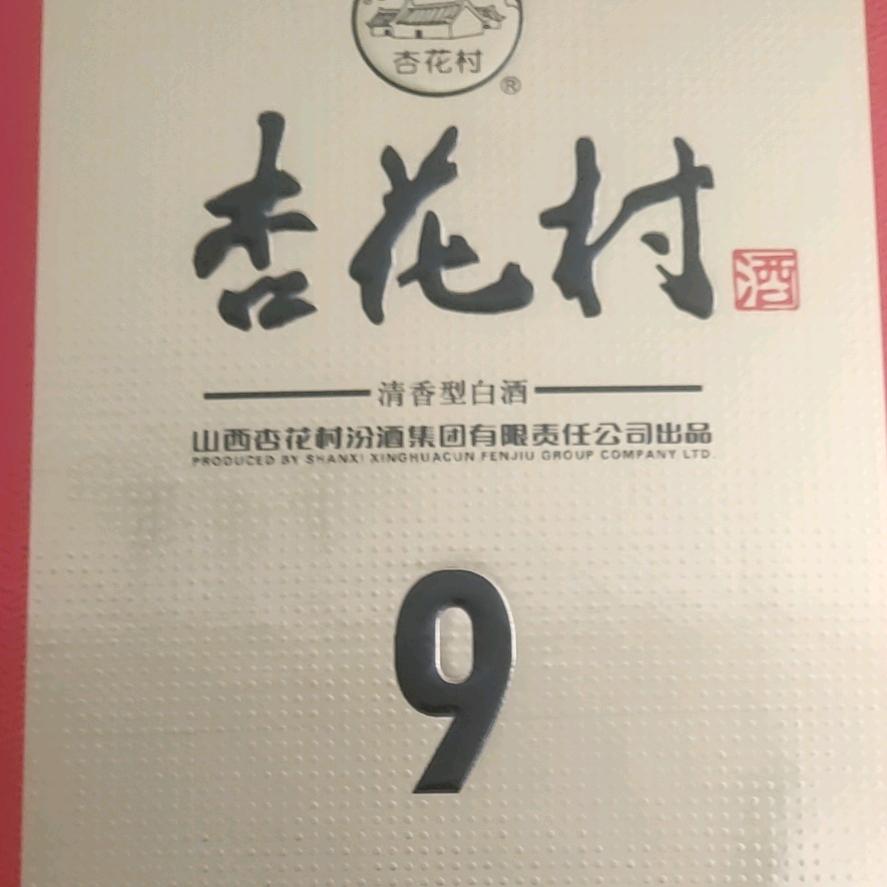 杏花村
®
杏花村
酒
清香型白酒
山西杏花村汾酒集团有限责任公司出品
PRODUCED BY SHANXI XINGHUACUN FENJIU GROUP COMPANY LTD.
9